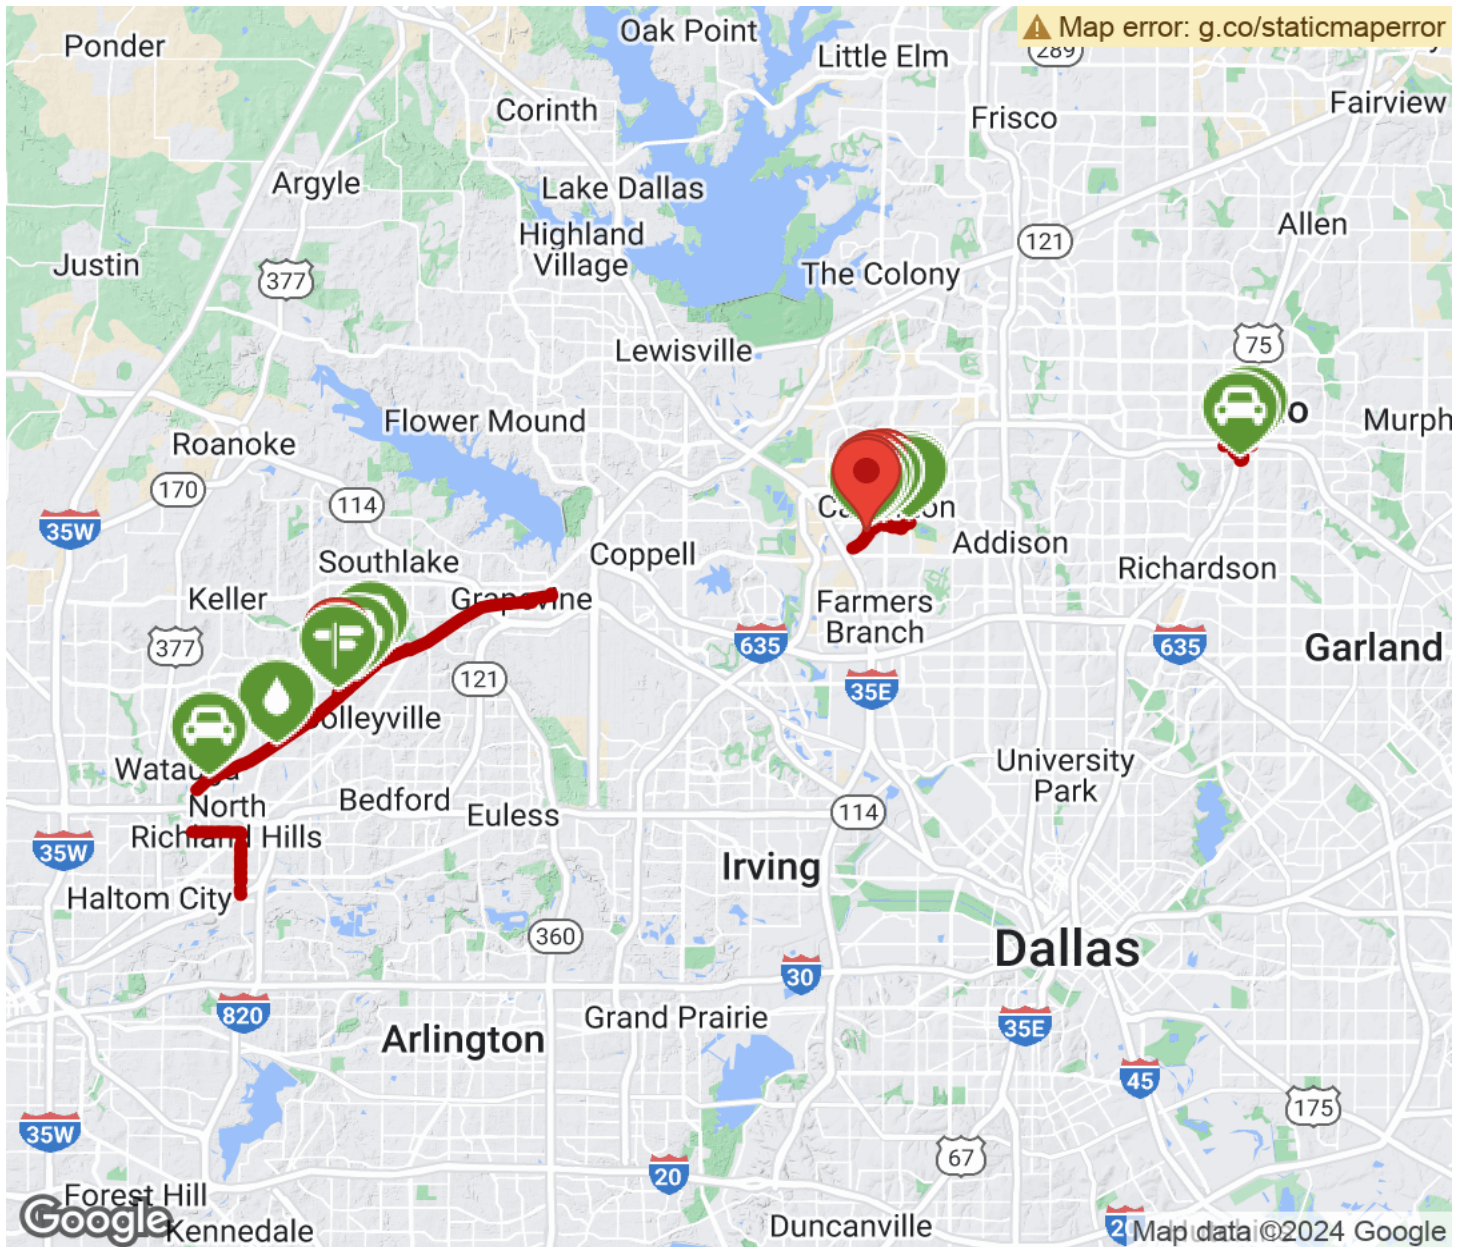 Map error: g.co/staticmaperror
Oak Point
Ponder
Little Elm
289
Fairview
Corinth
Frisco
Argyle
Lake Dallas
Allen
Highland
Village
121
Justin
377
The Colony
75
Lewisville
Flower Mound
Murph
Roanoke
170
114
35W
Addison
Coppell
Southlake
Richardson
Keller
Grapevine
Farmers
Branch
377
635
635
Garland
121
35E
University
Park
Bedford
North
Richland Hills
Euless
114
35W
Irving
Haltom City
360
Dallas
30
820
Grand Prairie
35E
Arlington
45
175
35W
67
20
Forest Hill
Google
Kennedale
Duncanville
2
Map data ©2024 Google